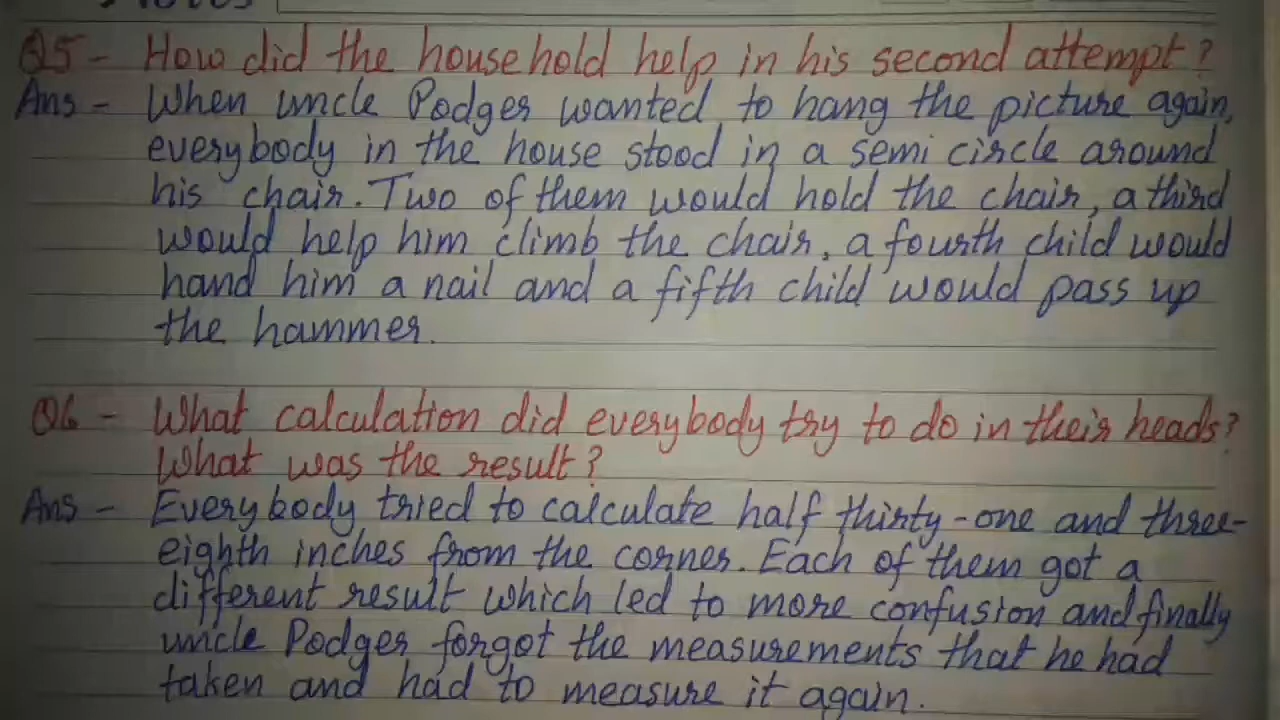 Q5 - How did the household help in his second attempt?
Ans - When uncle Podger wanted to hang the picture again,
everybody in the house stood in a semi circle around
his chair. Two of them would hold the chair, a third
would help him climb the chair, a fourth child would
hand him a nail and a fifth child would pass up
the hammer.
Q6 - What calculation did everybody try to do in their heads?
What was the result?
Ans - Everybody tried to calculate half thirty-one and three-
eighth inches from the corner. Each of them got a
different result which led to more confusion and finally
uncle Podger forgot the measurements that he had
taken and had to measure it again.